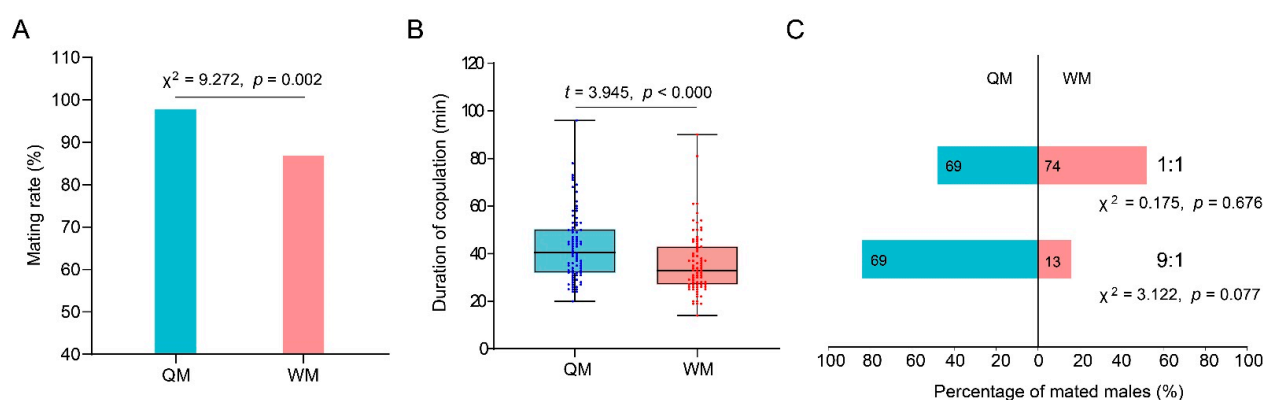 A
110
100
90
80
70
60
50
40
Mating rate (%)
χ² = 9.272, p = 0.002
QM
WM
B
120
100
80
60
40
20
0
Duration of copulation (min)
t = 3.945, p < 0.000
QM
WM
C
QM
WM
69
74
1:1
χ² = 0.175, p = 0.676
69
13
9:1
χ² = 3.122, p = 0.077
100 80 60 40 20 0 20 40 60 80 100
Percentage of mated males (%)